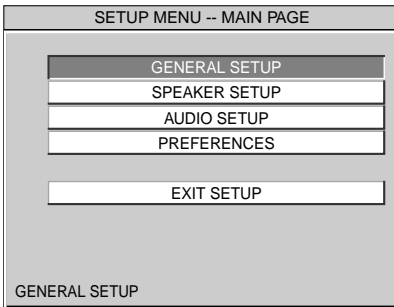 SETUP MENU -- MAIN PAGE
GENERAL SETUP
SPEAKER SETUP
AUDIO SETUP
PREFERENCES
EXIT SETUP
GENERAL SETUP